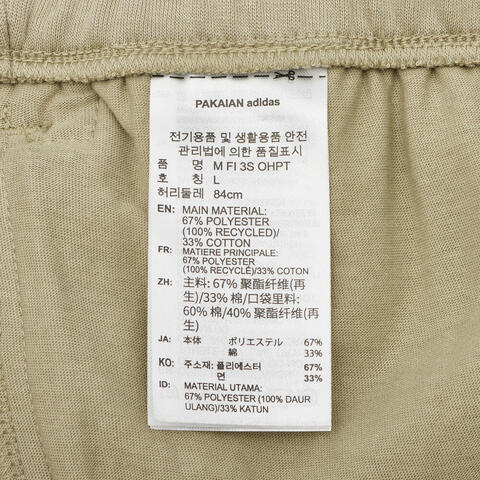 PAKAIAN adidas
전기용품 및 생활용품 안전
관리법에 의한 품질표시
품 명 M FI 3S OHPT
호 칭 L
허리둘레 84cm
EN: MAIN MATERIAL:
67% POLYESTER
(100% RECYCLED)/
33% COTTON
FR: MATIERE PRINCIPALE:
67% POLYESTER
(100% RECYCLÉ)/33% COTON
ZH: 主料: 67% 聚酯纤维(再
生)/33% 棉/口袋里料:
60% 棉/40% 聚酯纤维(再
生)
JA: 本体 ポリエステル 67%
綿 33%
KO: 주소재: 폴리에스터 67%
면 33%
ID: MATERIAL UTAMA:
67% POLYESTER (100% DAUR
ULANG)/33% KATUN